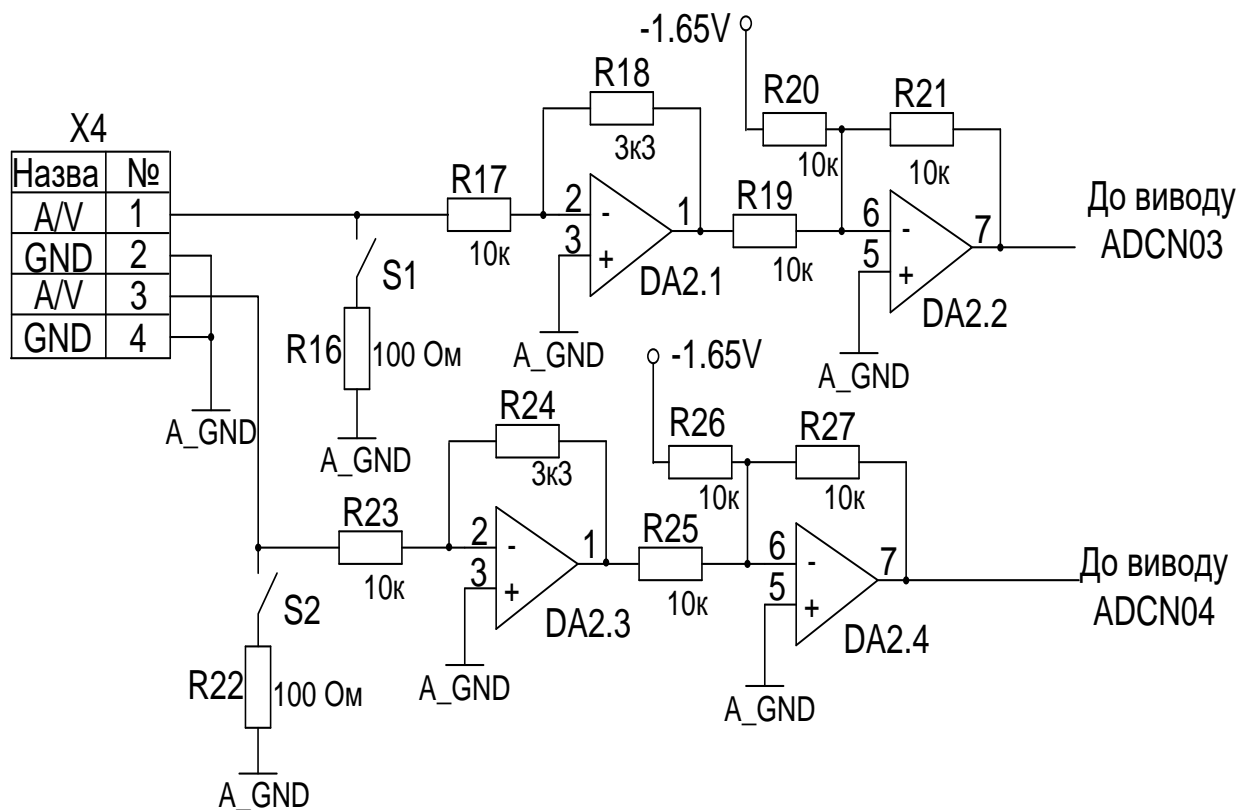 -1.65V
R18
3к3
R20
10к
R21
10к
X4
Назва №
A/V 1
GND 2
A/V 3
GND 4
R17
10к
2
-
3
+
1
DA2.1
R19
10к
6
-
5
+
7
DA2.2
До виводу
ADCN03
S1
R16
100 Ом
A_GND
A_GND
A_GND
A_GND
-1.65V
R24
3к3
R26
10к
R27
10к
R23
10к
2
-
3
+
1
DA2.3
R25
10к
6
-
5
+
7
DA2.4
До виводу
ADCN04
S2
R22
100 Ом
A_GND
A_GND
A_GND